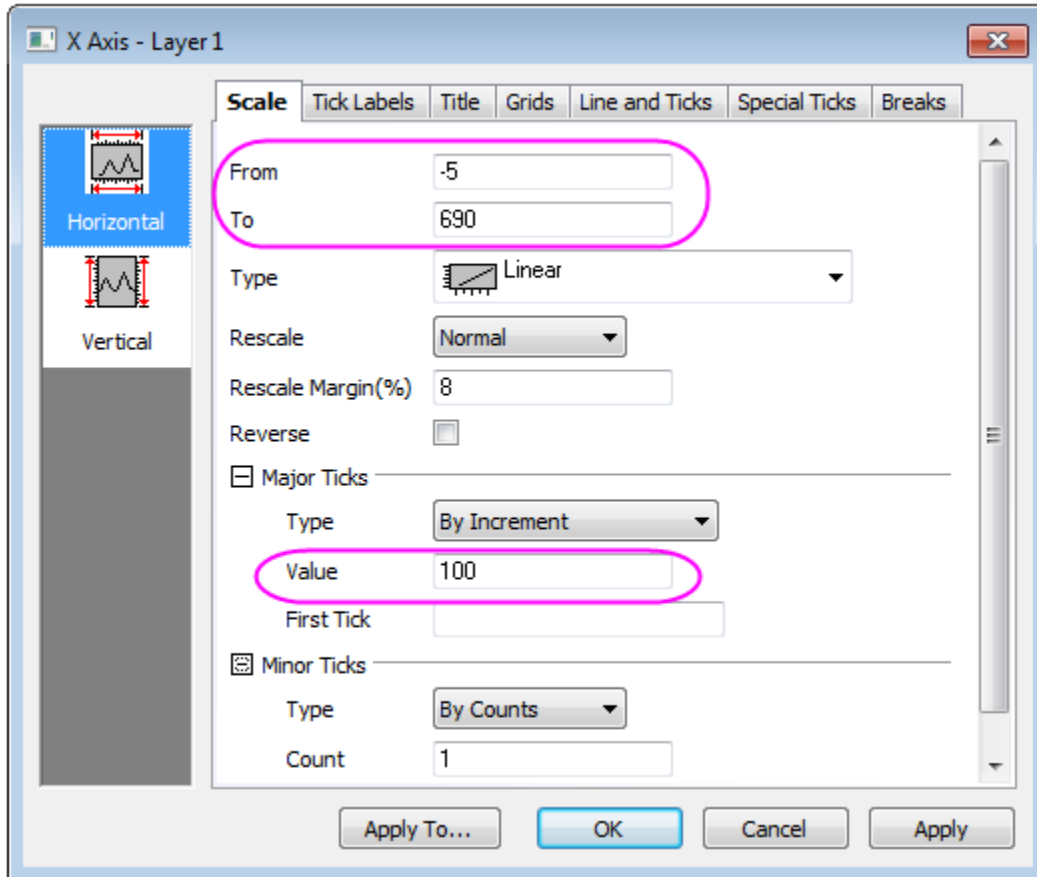 X Axis - Layer 1
Scale Tick Labels Title Grids Line and Ticks Special Ticks Breaks
Horizontal
Vertical
From -5
To 690
Type Linear
Rescale Normal
Rescale Margin(%) 8
Reverse
Major Ticks
Type By Increment
Value 100
First Tick
Minor Ticks
Type By Counts
Count 1
Apply To... OK Cancel Apply